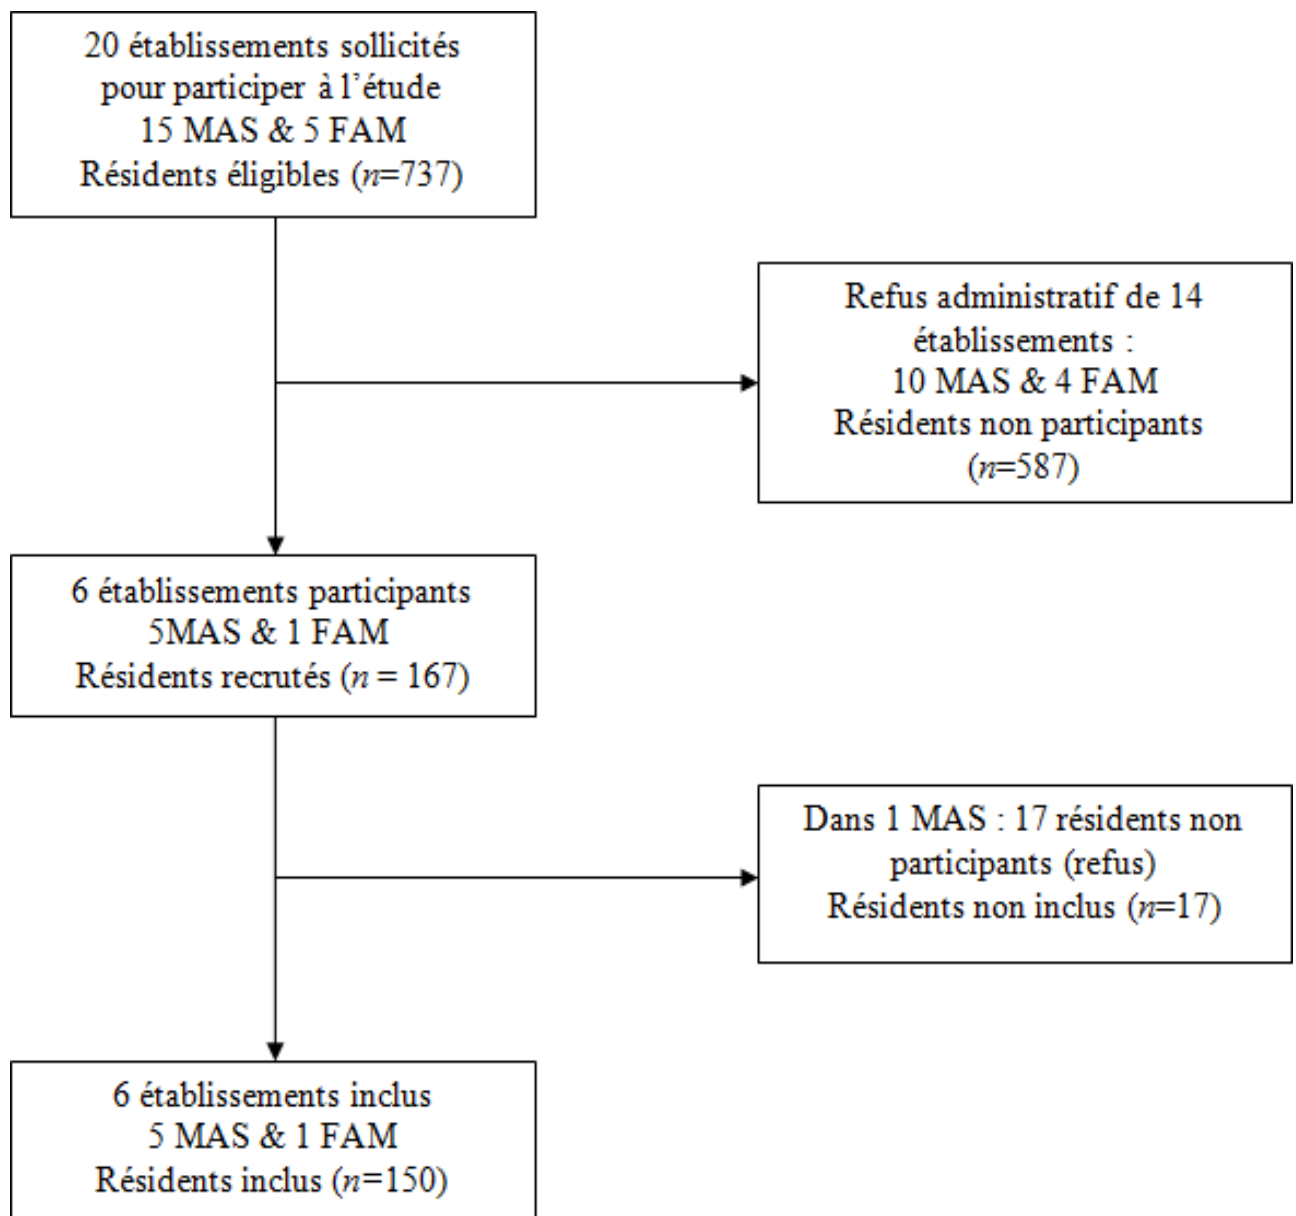 20 établissements sollicités
pour participer à l’étude
15 MAS & 5 FAM
Résidents éligibles (n=737)
Refus administratif de 14
établissements :
10 MAS & 4 FAM
Résidents non participants
(n=587)
6 établissements participants
5MAS & 1 FAM
Résidents recrutés (n = 167)
Dans 1 MAS : 17 résidents non
participants (refus)
Résidents non inclus (n=17)
6 établissements inclus
5 MAS & 1 FAM
Résidents inclus (n=150)